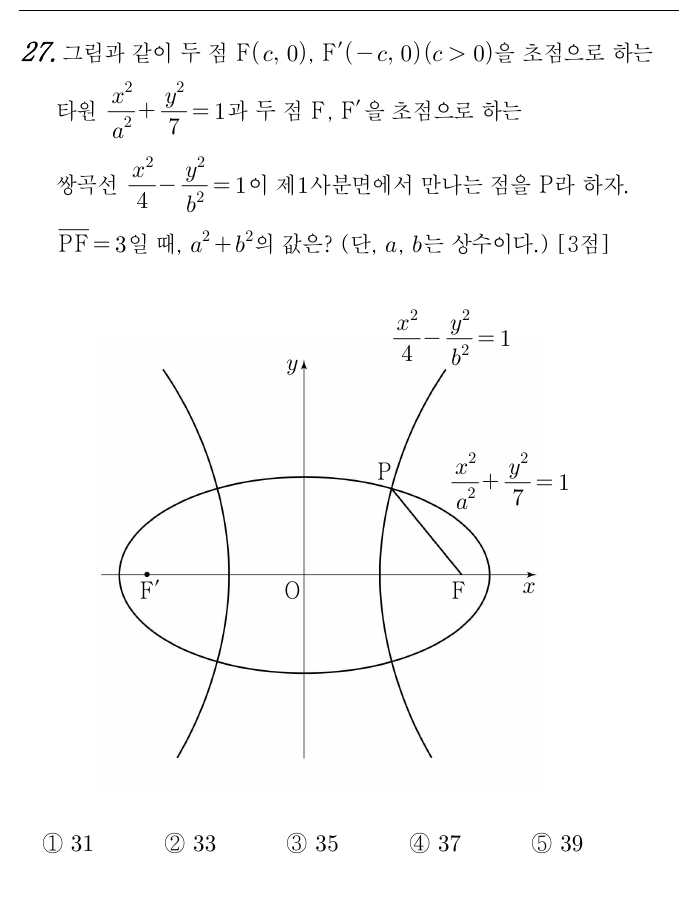 27. 그림과 같이 두 점 F(c, 0), F′(−c, 0)(c > 0)을 초점으로 하는
타원 x²/a² + y²/7 = 1과 두 점 F, F′을 초점으로 하는
쌍곡선 x²/4 − y²/b² = 1이 제1사분면에서 만나는 점을 P라 하자.
PF = 3일 때, a² + b²의 값은? (단, a, b는 상수이다.) [3점]
x²/4 − y²/b² = 1
y
P
x²/a² + y²/7 = 1
F′
O
F
x
① 31 ② 33 ③ 35 ④ 37 ⑤ 39